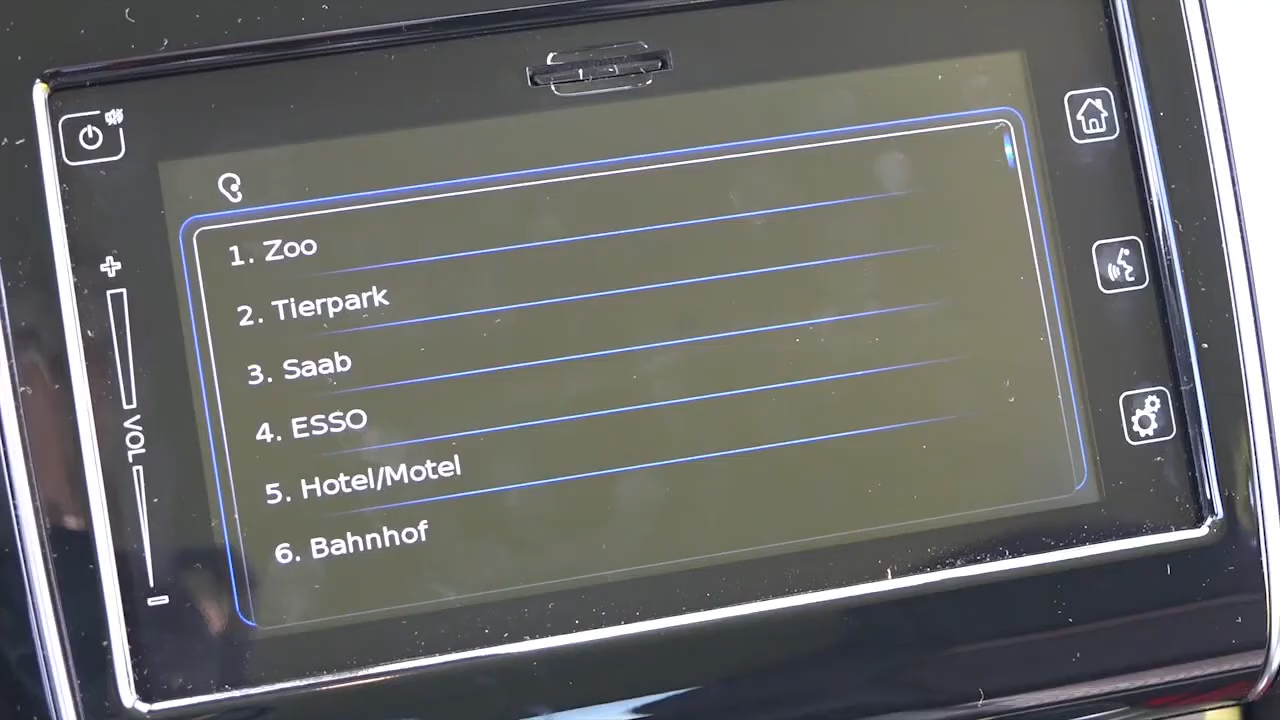 1. Zoo
2. Tierpark
3. Saab
4. ESSO
5. Hotel/Motel
6. Bahnhof
+
VOL
−